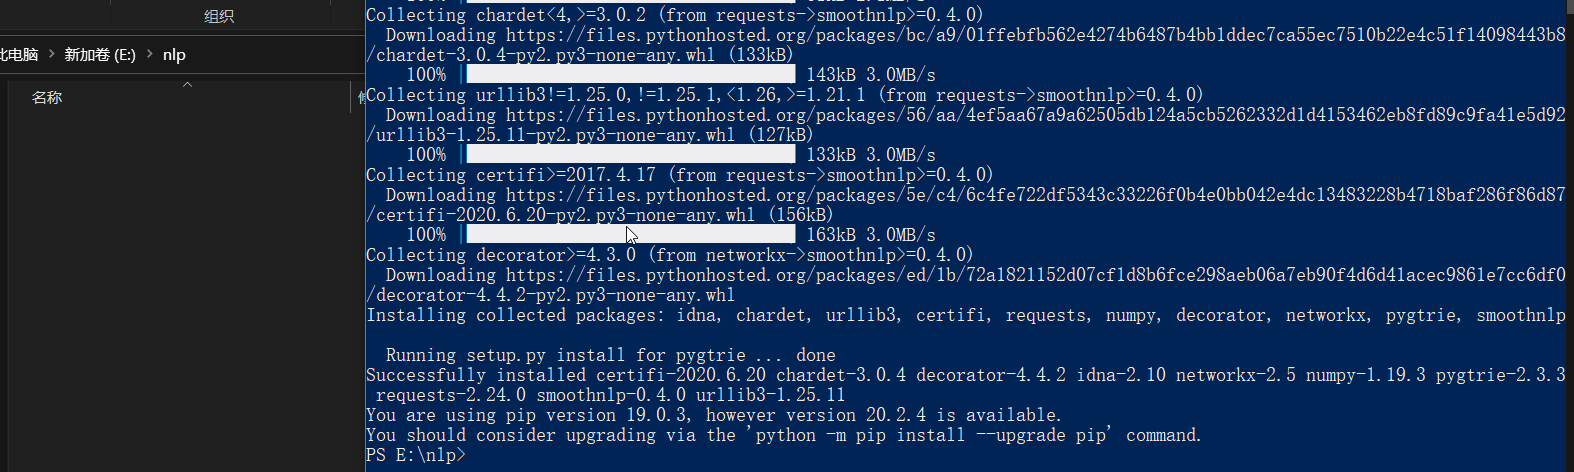 组织
此电脑 > 新加卷 (E:) > nlp
名称
Collecting chardet<4,>=3.0.2 (from requests->smoothnlp>=0.4.0)
Downloading https://files.pythonhosted.org/packages/bc/a9/01ffebfb562e4274b6487b4bb1ddec7ca55ec7510b22e4c51f14098443b8
/chardet-3.0.4-py2.py3-none-any.whl (133kB)
100% 143kB 3.0MB/s
Collecting urllib3!=1.25.0,!=1.25.1,<1.26,>=1.21.1 (from requests->smoothnlp>=0.4.0)
Downloading https://files.pythonhosted.org/packages/56/aa/4ef5aa67a9a62505db124a5cb5262332d1d4153462eb8fd89c9fa41e5d92
/urllib3-1.25.11-py2.py3-none-any.whl (127kB)
100% 133kB 3.0MB/s
Collecting certifi>=2017.4.17 (from requests->smoothnlp>=0.4.0)
Downloading https://files.pythonhosted.org/packages/5e/c4/6c4fe722df5343c33226f0b4e0bb042e4dc13483228b4718baf286f86d87
/certifi-2020.6.20-py2.py3-none-any.whl (156kB)
100% 163kB 3.0MB/s
Collecting decorator>=4.3.0 (from networkx->smoothnlp>=0.4.0)
Downloading https://files.pythonhosted.org/packages/ed/1b/72a1821152d07cf1d8b6fce298aeb06a7eb90f4d6d41acec9861e7cc6df0
/decorator-4.4.2-py2.py3-none-any.whl
Installing collected packages: idna, chardet, urllib3, certifi, requests, numpy, decorator, networkx, pygtrie, smoothnlp
Running setup.py install for pygtrie ... done
Successfully installed certifi-2020.6.20 chardet-3.0.4 decorator-4.4.2 idna-2.10 networkx-2.5 numpy-1.19.3 pygtrie-2.3.3
requests-2.24.0 smoothnlp-0.4.0 urllib3-1.25.11
You are using pip version 19.0.3, however version 20.2.4 is available.
You should consider upgrading via the 'python -m pip install --upgrade pip' command.
PS E:\nlp>